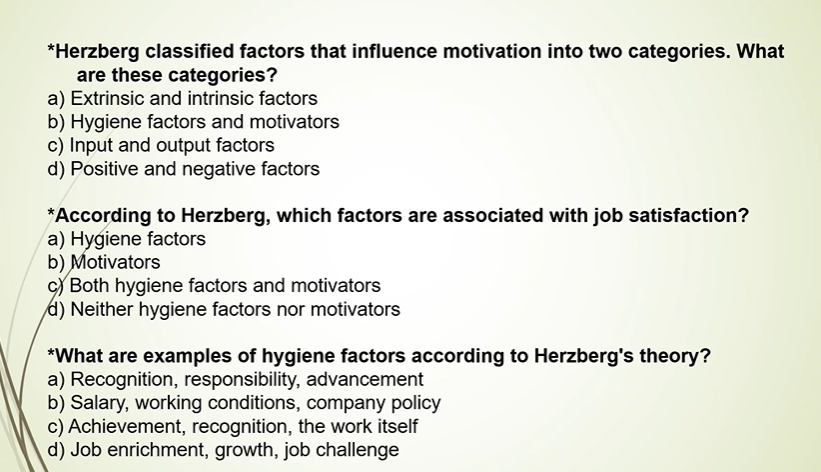 *Herzberg classified factors that influence motivation into two categories. What
are these categories?
a) Extrinsic and intrinsic factors
b) Hygiene factors and motivators
c) Input and output factors
d) Positive and negative factors
*According to Herzberg, which factors are associated with job satisfaction?
a) Hygiene factors
b) Motivators
c) Both hygiene factors and motivators
d) Neither hygiene factors nor motivators
*What are examples of hygiene factors according to Herzberg's theory?
a) Recognition, responsibility, advancement
b) Salary, working conditions, company policy
c) Achievement, recognition, the work itself
d) Job enrichment, growth, job challenge